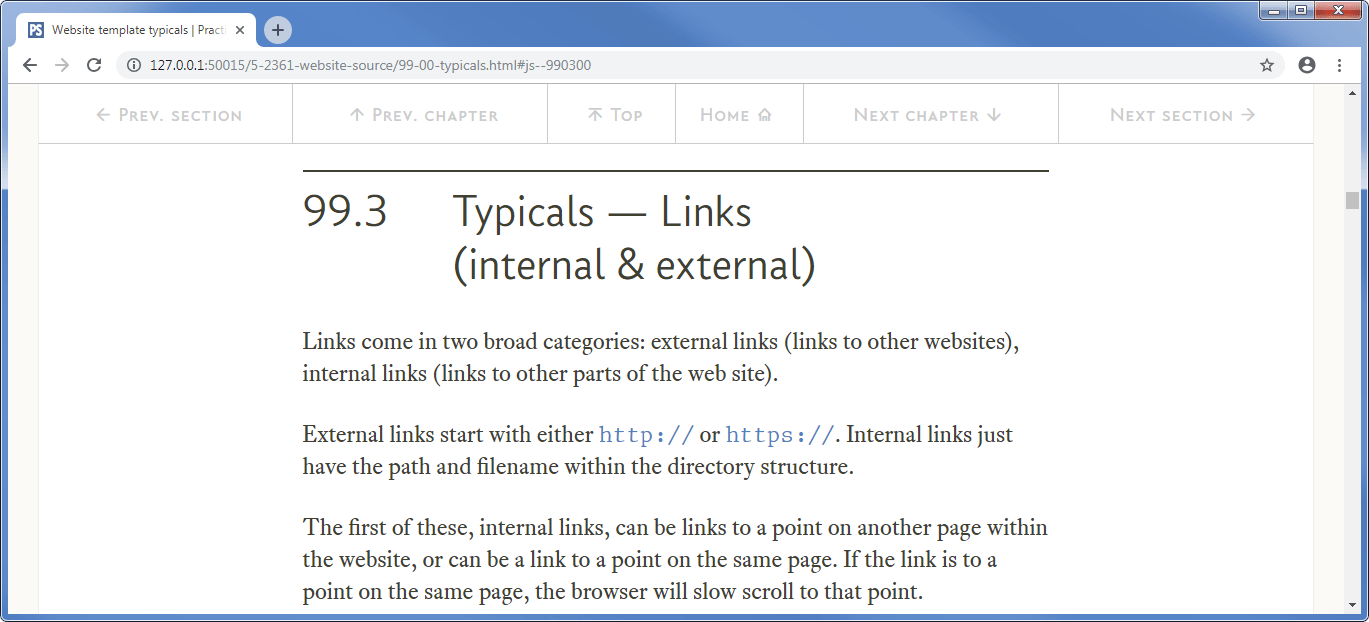 PS Website template typicals | Pract
127.0.0.1:50015/5-2361-website-source/99-00-typicals.html#js--990300
← Prev. section ↑ Prev. chapter Top Home Next chapter ↓ Next section →
99.3 Typicals — Links
(internal & external)
Links come in two broad categories: external links (links to other websites),
internal links (links to other parts of the web site).
External links start with either http:// or https://. Internal links just
have the path and filename within the directory structure.
The first of these, internal links, can be links to a point on another page within
the website, or can be a link to a point on the same page. If the link is to a
point on the same page, the browser will slow scroll to that point.